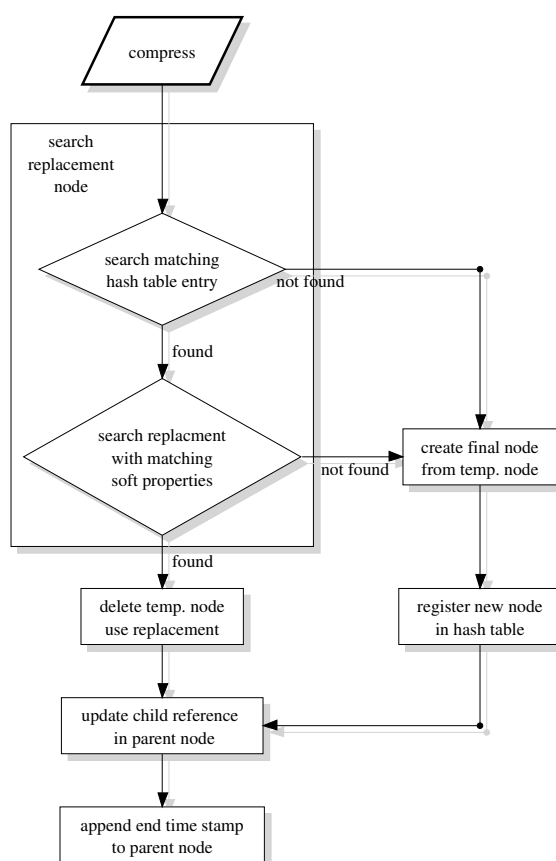 compress
search
replacement
node
search matching
hash table entry
not found
found
search replacment
with matching
soft properties
not found
create final node
from temp. node
found
delete temp. node
use replacement
register new node
in hash table
update child reference
in parent node
append end time stamp
to parent node